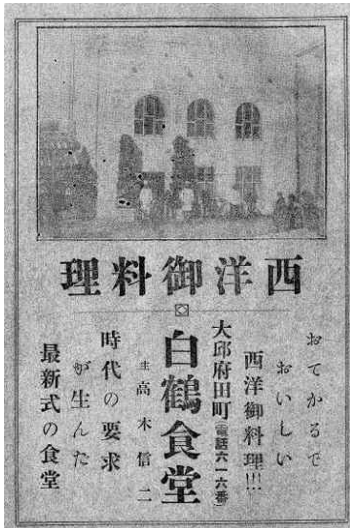 西洋御料理
おてかるで
おいしい
西洋御料理!!!
大邱府田町(電話六一六番)
白鶴食堂
主 高木信二
時代の要求
が生んだ
最新式の食堂